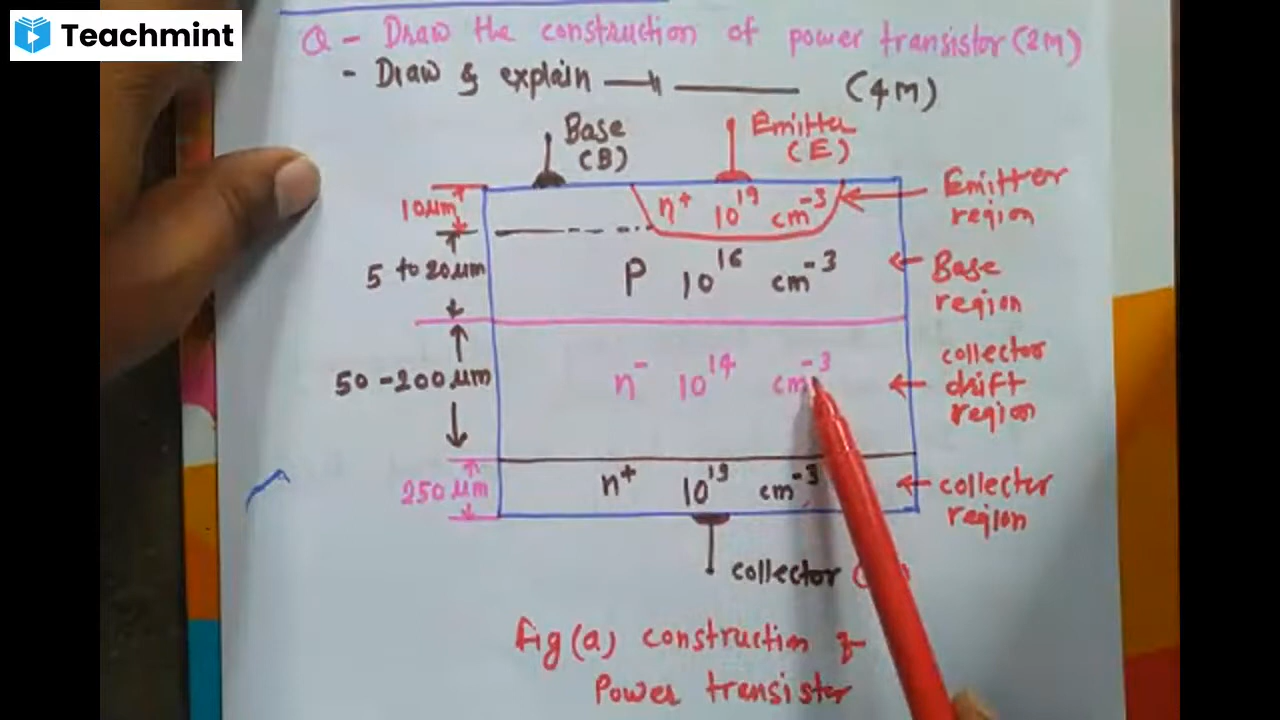 Teachmint
Q - Draw the construction of power transistor (2M)
- Draw & explain —॥ ———— (4M)
Base
(B)
Emitter
(E)
10μm
n+ 10^19 cm^-3
Emitter
region
5 to 20μm
P 10^16 cm^-3
Base
region
50-200μm
n- 10^14 cm^-3
collector
drift
region
250μm
n+ 10^19 cm^-3
collector
region
collector
Fig (a) construction of
Power transistor